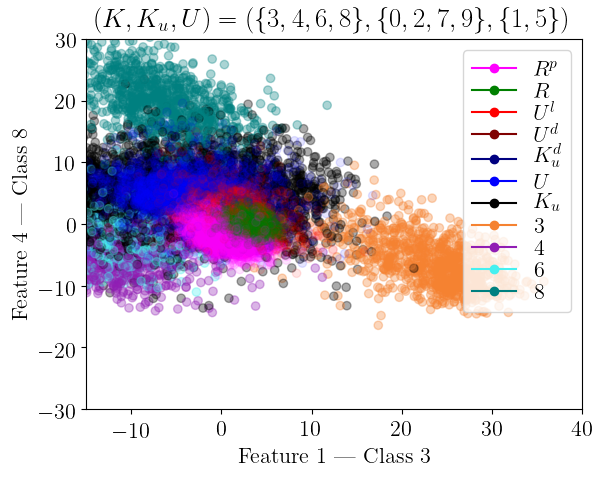 (K, K_u, U) = ({3, 4, 6, 8}, {0, 2, 7, 9}, {1, 5})
30
20
10
0
−10
−20
−30
−10
0
10
20
30
40
Feature 4 — Class 8
Feature 1 — Class 3
R^p
R
U^l
U^d
K_u^d
U
K_u
3
4
6
8